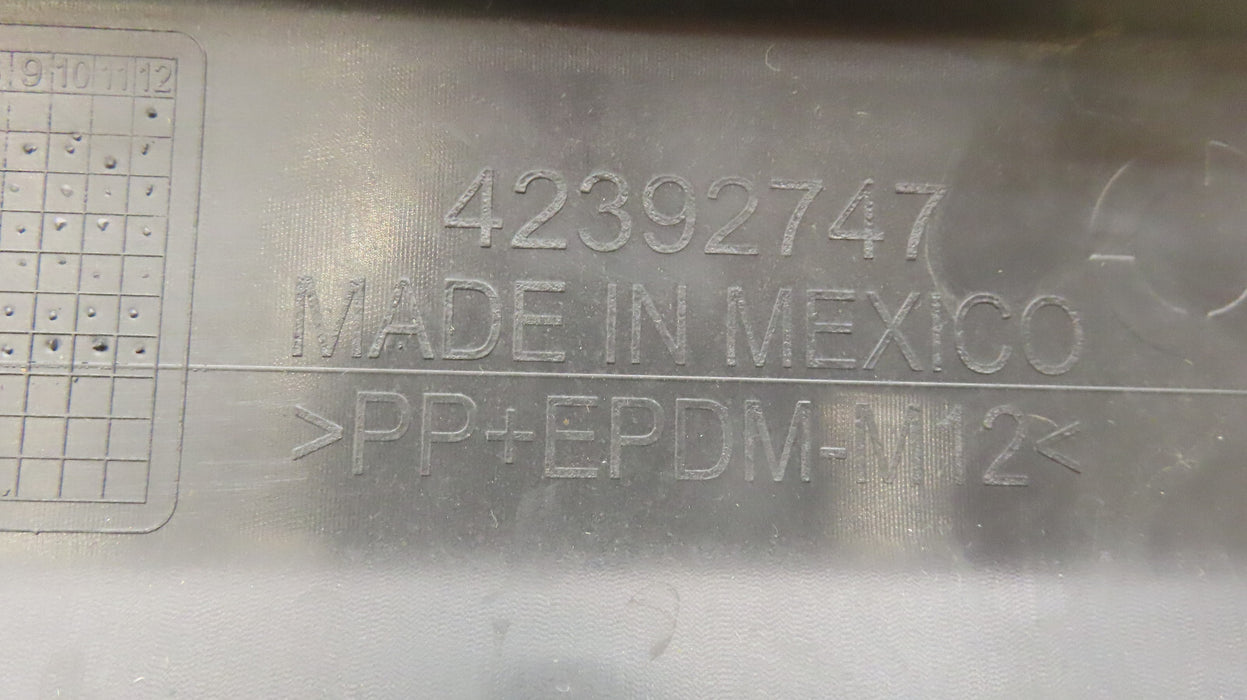 9 10 11 12
42392747
MADE IN MEXICO
>PP+EPDM-M12<